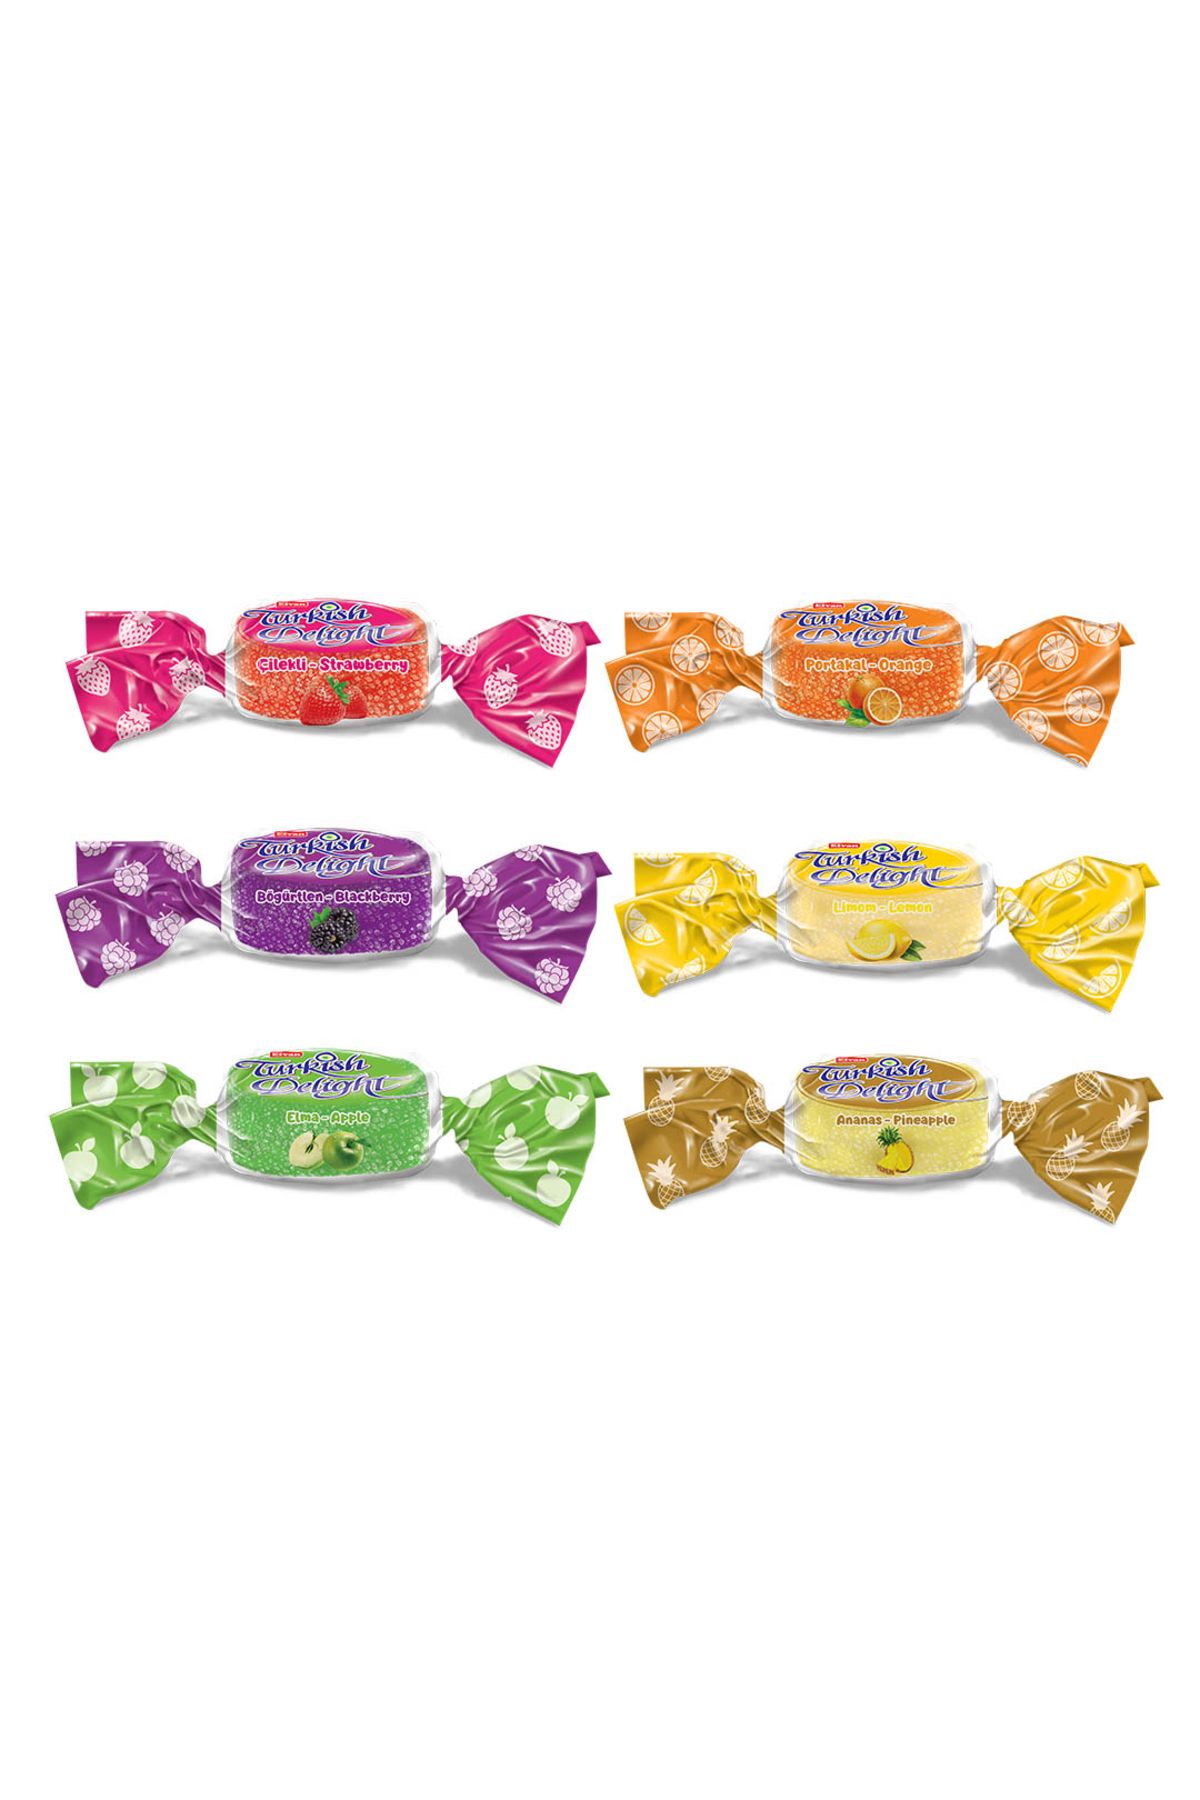 Elvan
Turkish
Delight
Çilekli - Strawberry
Elvan
Turkish
Delight
Portakal - Orange
Elvan
Turkish
Delight
Böğürtlen - Blackberry
Elvan
Turkish
Delight
Limom - Lemon
Elvan
Turkish
Delight
Elma - Apple
Elvan
Turkish
Delight
Ananas - Pineapple